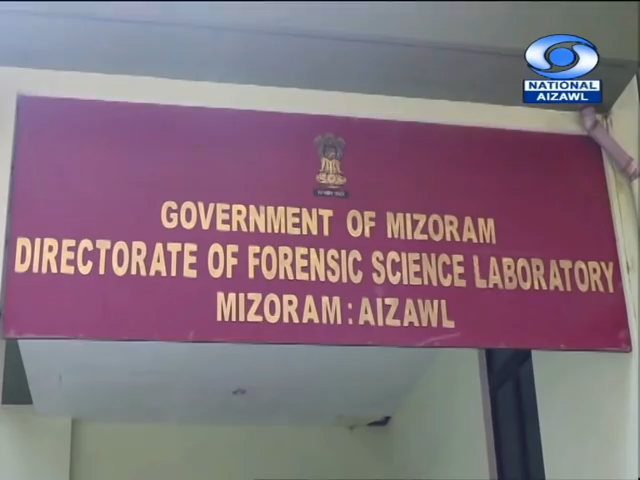 NATIONAL
AIZAWL
GOVERNMENT OF MIZORAM
DIRECTORATE OF FORENSIC SCIENCE LABORATORY
MIZORAM : AIZAWL